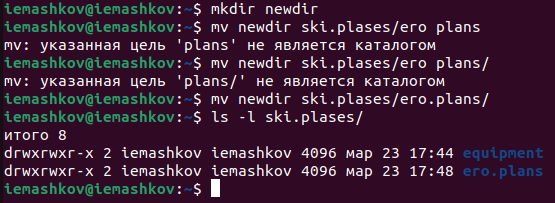 iemashkov@iemashkov:~$ mkdir newdir
iemashkov@iemashkov:~$ mv newdir ski.plases/ero plans
mv: указанная цель 'plans' не является каталогом
iemashkov@iemashkov:~$ mv newdir ski.plases/ero plans/
mv: указанная цель 'plans/' не является каталогом
iemashkov@iemashkov:~$ mv newdir ski.plases/ero.plans/
iemashkov@iemashkov:~$ ls -l ski.plases/
итого 8
drwxrwxr-x 2 iemashkov iemashkov 4096 мар 23 17:44 equipment
drwxrwxr-x 2 iemashkov iemashkov 4096 мар 23 17:48 ero.plans
iemashkov@iemashkov:~$